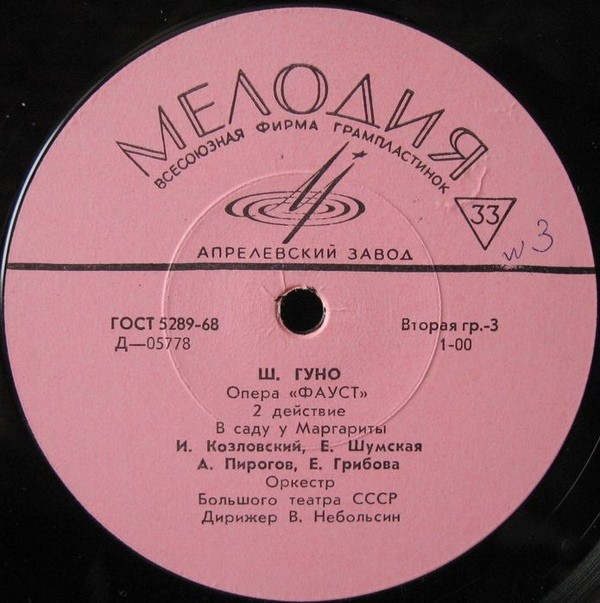 МЕЛОДИЯ
ВСЕСОЮЗНАЯ ФИРМА ГРАМПЛАСТИНОК
33
АПРЕЛЕВСКИЙ ЗАВОД
ГОСТ 5289-68
Д—05778
Вторая гр.-3
1-00
Ш. ГУНО
Опера «ФАУСТ»
2 действие
В саду у Маргариты
И. Козловский, Е. Шумская
А. Пирогов, Е. Грибова
Оркестр
Большого театра СССР
Дирижер В. Небольсин